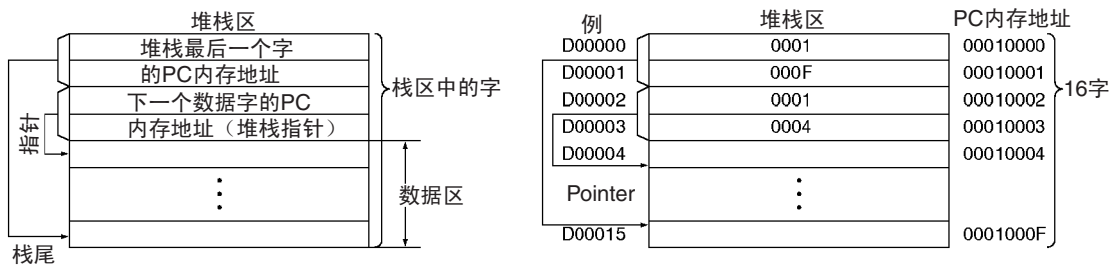 堆栈区
堆栈最后一个字
的PC内存地址
下一个数据字的PC
内存地址（堆栈指针）
栈区中的字
指针
数据区
栈尾
例 堆栈区 PC内存地址
D00000 0001 00010000
D00001 000F 00010001
D00002 0001 00010002
D00003 0004 00010003
D00004 00010004
16字
Pointer
D00015 0001000F